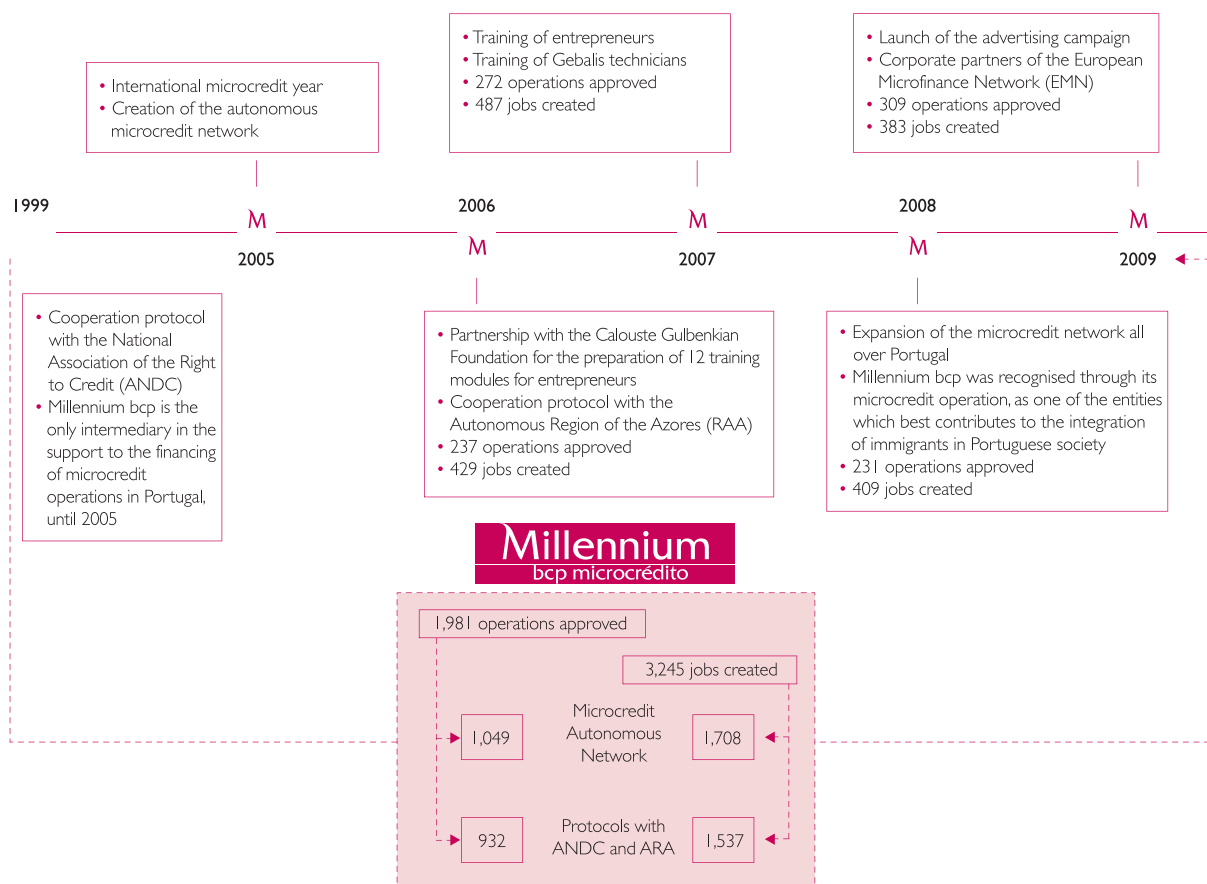 • International microcredit year
• Creation of the autonomous
microcredit network
• Training of entrepreneurs
• Training of Gebalis technicians
• 272 operations approved
• 487 jobs created
• Launch of the advertising campaign
• Corporate partners of the European
Microfinance Network (EMN)
• 309 operations approved
• 383 jobs created
1999
M
2005
2006
M
M
2007
2008
M
M
2009
• Cooperation protocol
with the National
Association of the Right
to Credit (ANDC)
• Millennium bcp is the
only intermediary in the
support to the financing
of microcredit
operations in Portugal,
until 2005
• Partnership with the Calouste Gulbenkian
Foundation for the preparation of 12 training
modules for entrepreneurs
• Cooperation protocol with the
Autonomous Region of the Azores (RAA)
• 237 operations approved
• 429 jobs created
• Expansion of the microcredit network all
over Portugal
• Millennium bcp was recognised through its
microcredit operation, as one of the entities
which best contributes to the integration
of immigrants in Portuguese society
• 231 operations approved
• 409 jobs created
Millennium
bcp microcrédito
1,981 operations approved
3,245 jobs created
1,049
Microcredit
Autonomous
Network
1,708
932
Protocols with
ANDC and ARA
1,537